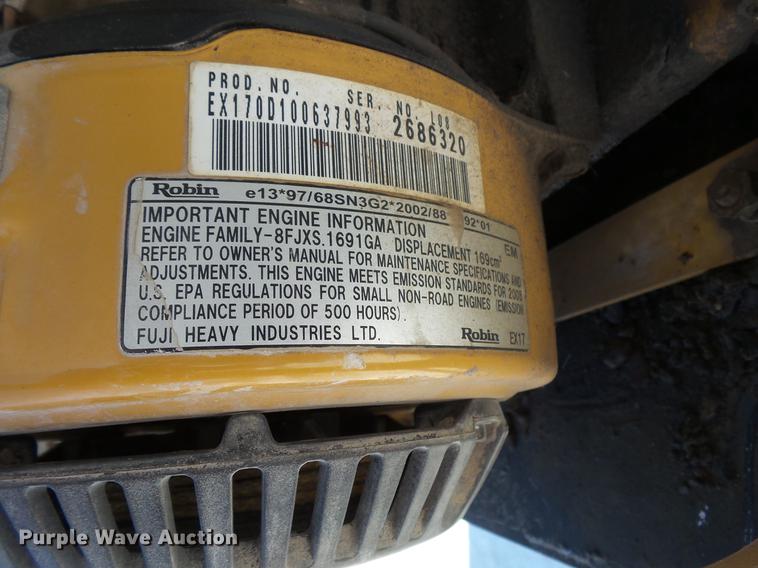 PROD. NO. SER. NO. L08
EX170D100637993 2686320
Robin e13*97/68SN3G2*2002/88 92*01
IMPORTANT ENGINE INFORMATION EM
ENGINE FAMILY-8FJXS.1691GA DISPLACEMENT 169cm³
REFER TO OWNER'S MANUAL FOR MAINTENANCE SPECIFICATIONS AND
ADJUSTMENTS. THIS ENGINE MEETS EMISSION STANDARDS FOR 2008
U.S. EPA REGULATIONS FOR SMALL NON-ROAD ENGINES (EMISSION
COMPLIANCE PERIOD OF 500 HOURS).
FUJI HEAVY INDUSTRIES LTD. Robin EX17
Purple Wave Auction